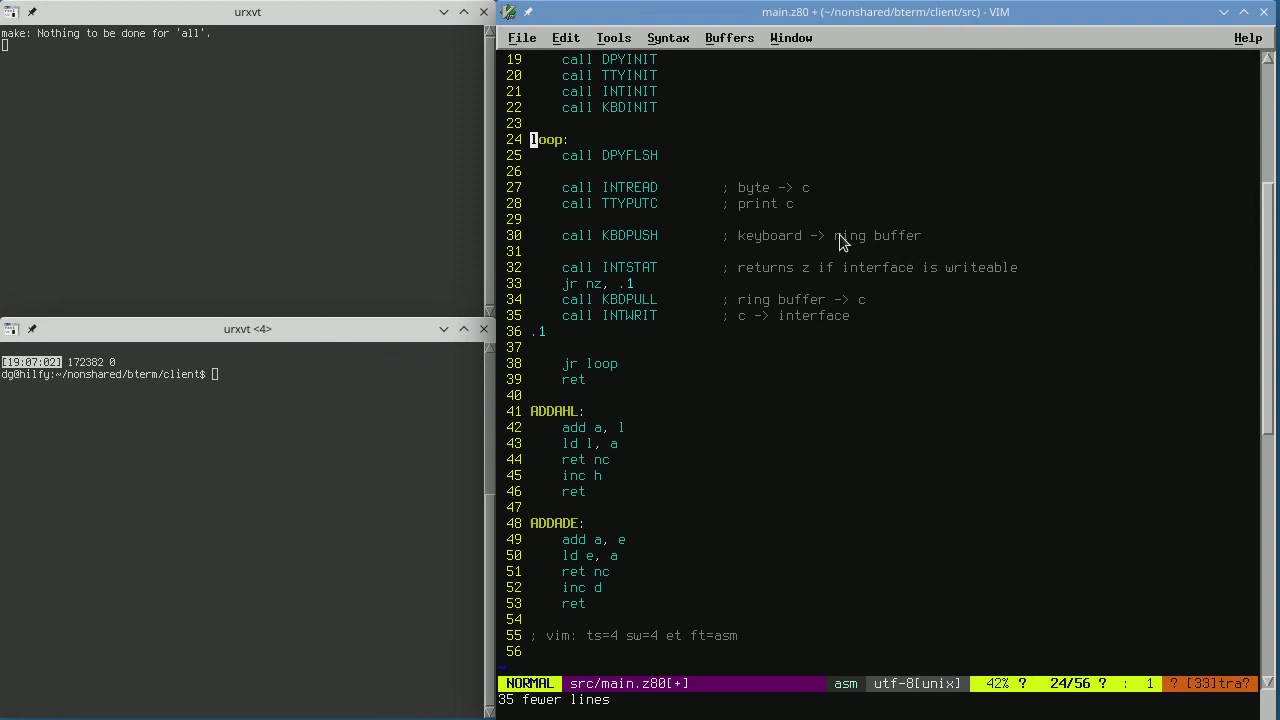 urxvt
make: Nothing to be done for 'all'.
urxvt <4>
[19:07:02] 172382 0
dg@hilfy:~/nonshared/bterm/client$
main.z80 + (~/nonshared/bterm/client/src) - VIM
File Edit Tools Syntax Buffers Window Help
19 call DPYINIT
20 call TTYINIT
21 call INTINIT
22 call KBDINIT
23
24 loop:
25 call DPYFLSH
26
27 call INTREAD ; byte -> c
28 call TTYPUTC ; print c
29
30 call KBDPUSH ; keyboard -> ring buffer
31
32 call INTSTAT ; returns z if interface is writeable
33 jr nz, .1
34 call KBDPULL ; ring buffer -> c
35 call INTWRIT ; c -> interface
36 .1
37
38 jr loop
39 ret
40
41 ADDAHL:
42 add a, l
43 ld l, a
44 ret nc
45 inc h
46 ret
47
48 ADDADE:
49 add a, e
50 ld e, a
51 ret nc
52 inc d
53 ret
54
55 ; vim: ts=4 sw=4 et ft=asm
56
~
NORMAL src/main.z80[+] asm utf-8[unix] 42% ? 24/56 ? : 1 ? [33]tra?
35 fewer lines